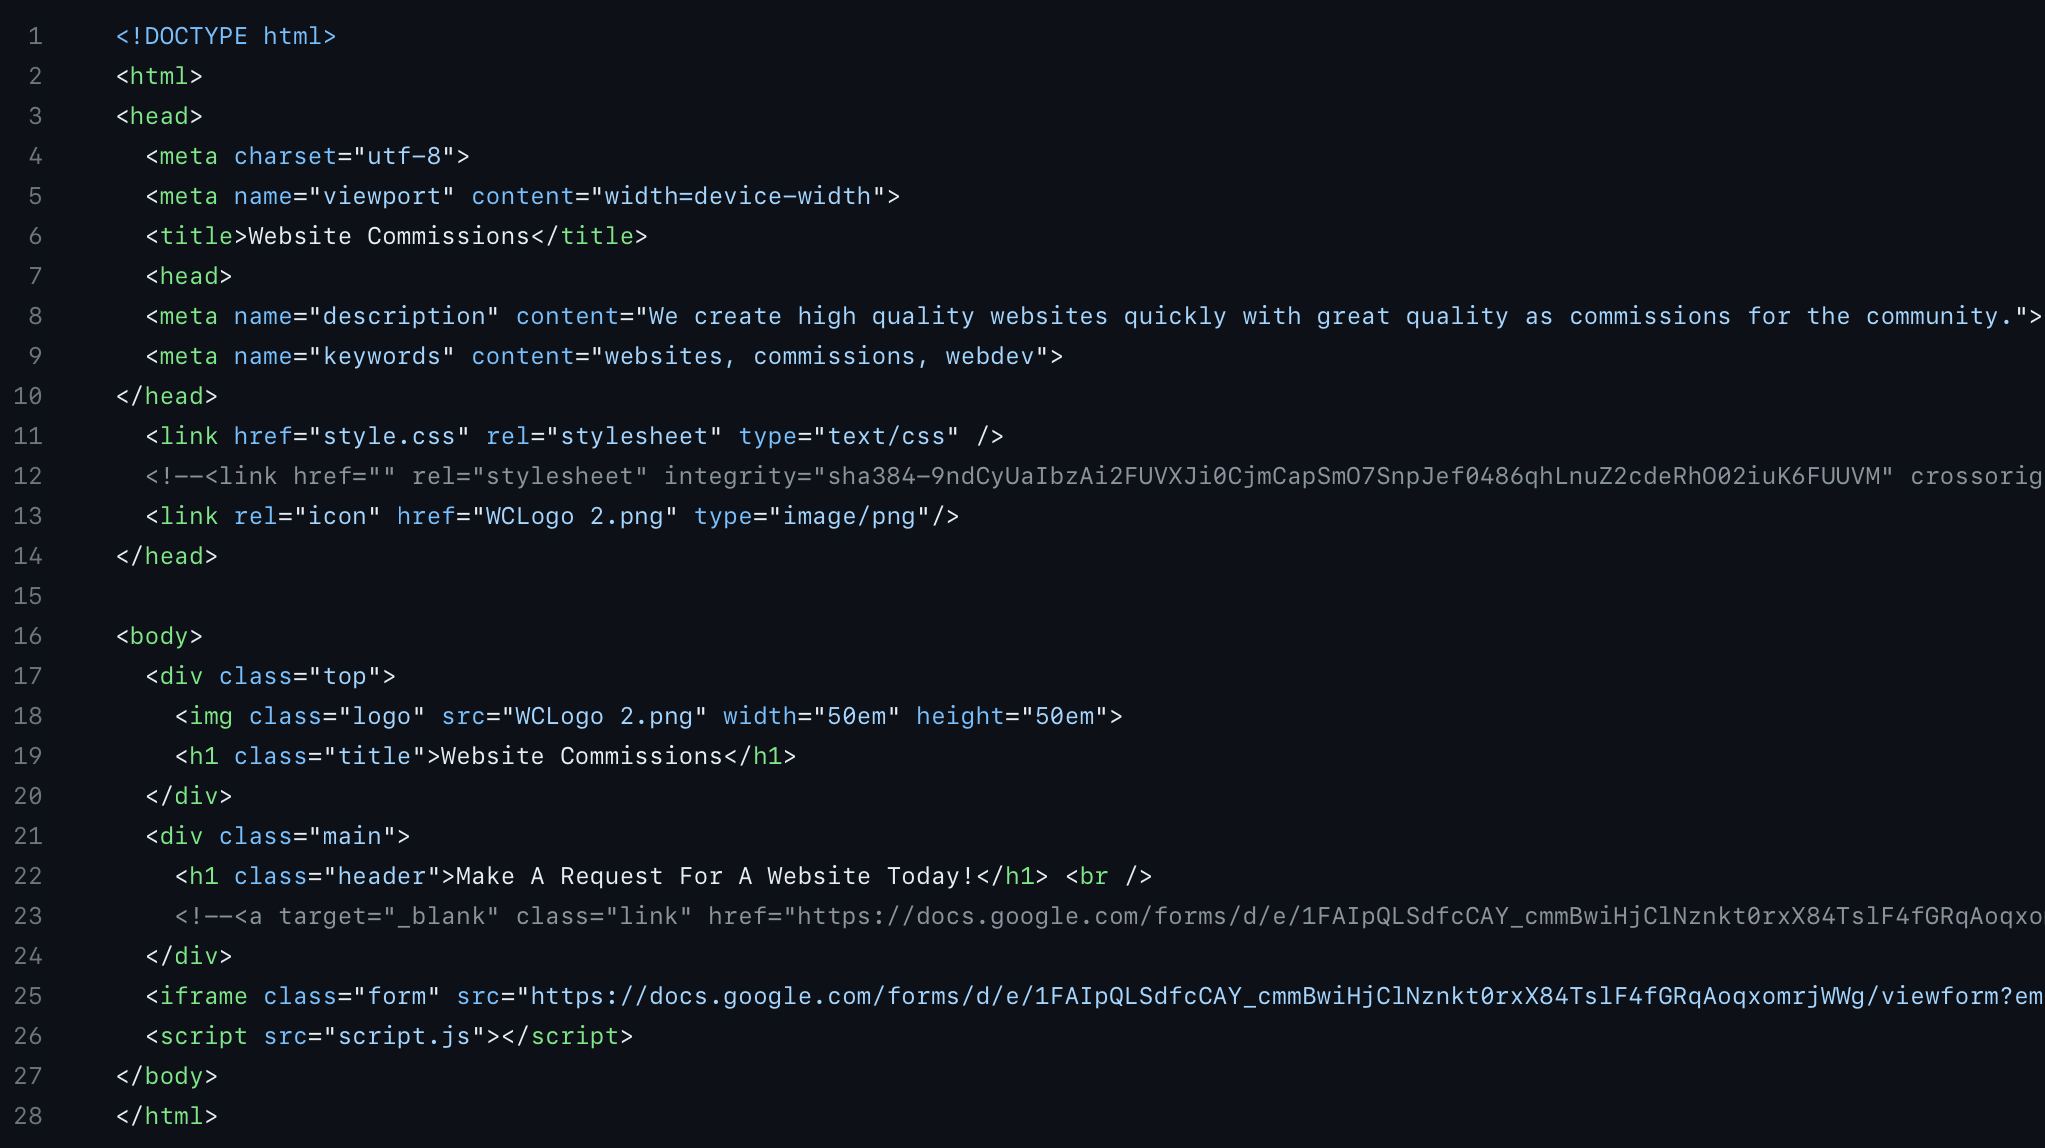 1 <!DOCTYPE html>
2 <html>
3 <head>
4 <meta charset="utf-8">
5 <meta name="viewport" content="width=device-width">
6 <title>Website Commissions</title>
7 <head>
8 <meta name="description" content="We create high quality websites quickly with great quality as commissions for the community.">
9 <meta name="keywords" content="websites, commissions, webdev">
10 </head>
11 <link href="style.css" rel="stylesheet" type="text/css" />
12 <!--<link href="" rel="stylesheet" integrity="sha384-9ndCyUaIbzAi2FUVXJi0CjmCapSmO7SnpJef0486qhLnuZ2cdeRhO02iuK6FUUVM" crossorig
13 <link rel="icon" href="WCLogo 2.png" type="image/png"/>
14 </head>
15
16 <body>
17 <div class="top">
18 <img class="logo" src="WCLogo 2.png" width="50em" height="50em">
19 <h1 class="title">Website Commissions</h1>
20 </div>
21 <div class="main">
22 <h1 class="header">Make A Request For A Website Today!</h1> <br />
23 <!--<a target="_blank" class="link" href="https://docs.google.com/forms/d/e/1FAIpQLSdfcCAY_cmmBwiHjClNznkt0rxX84TslF4fGRqAoqxo
24 </div>
25 <iframe class="form" src="https://docs.google.com/forms/d/e/1FAIpQLSdfcCAY_cmmBwiHjClNznkt0rxX84TslF4fGRqAoqxomrjWWg/viewform?em
26 <script src="script.js"></script>
27 </body>
28 </html>